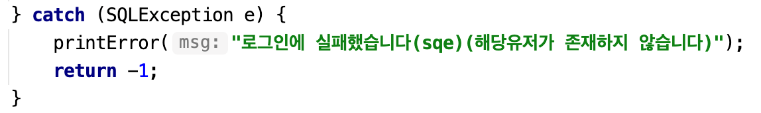 } catch (SQLException e) {
printError( msg: "로그인에 실패했습니다(sqe)(해당유저가 존재하지 않습니다)");
return -1;
}